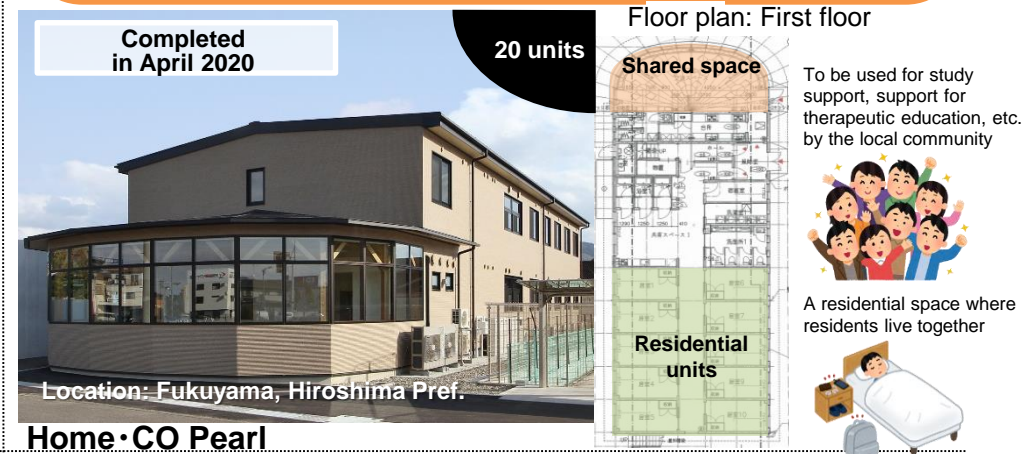 Completed
in April 2020
20 units
Location: Fukuyama, Hiroshima Pref.
Home･CO Pearl
Floor plan: First floor
Shared space
Residential
units
To be used for study
support, support for
therapeutic education, etc.
by the local community
A residential space where
residents live together